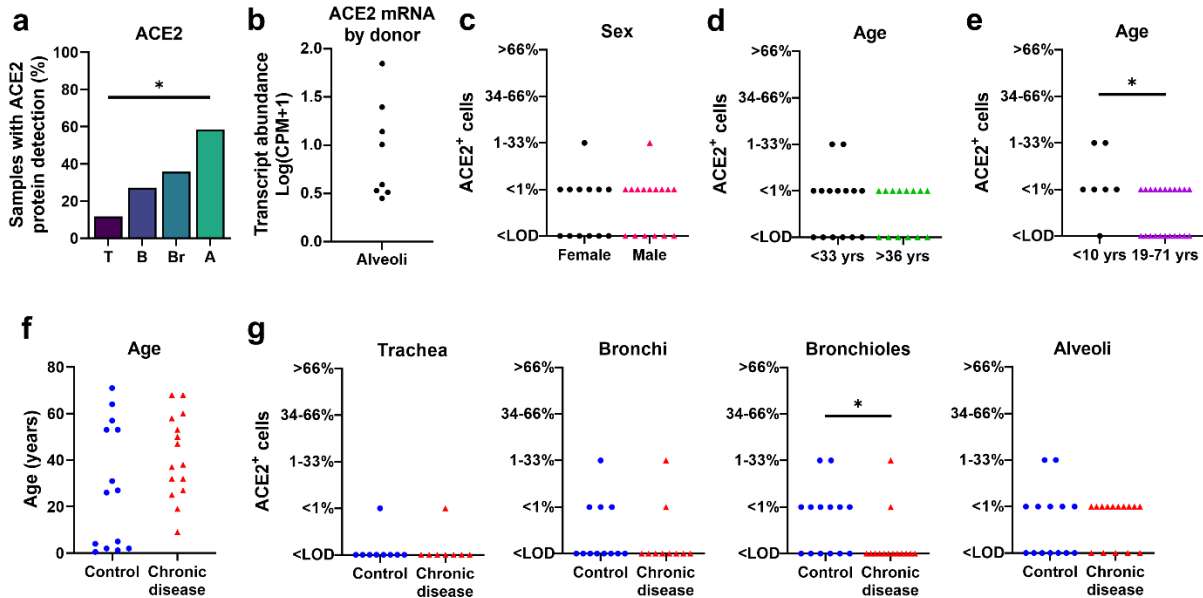 a
ACE2
Samples with ACE2
protein detection (%)
100
80
60
40
20
0
*
T B Br A
b
ACE2 mRNA
by donor
Transcript abundance
Log(CPM+1)
2.0
1.5
1.0
0.5
0.0
Alveoli
c
Sex
ACE2+ cells
>66%
34-66%
1-33%
<1%
<LOD
Female Male
d
Age
ACE2+ cells
>66%
34-66%
1-33%
<1%
<LOD
<33 yrs >36 yrs
e
Age
ACE2+ cells
>66%
34-66%
1-33%
<1%
<LOD
*
<10 yrs 19-71 yrs
f
Age
Age (years)
80
60
40
20
0
Control Chronic
disease
g
Trachea
ACE2+ cells
>66%
34-66%
1-33%
<1%
<LOD
Control Chronic
disease
Bronchi
>66%
34-66%
1-33%
<1%
<LOD
Control Chronic
disease
Bronchioles
>66%
34-66%
1-33%
<1%
<LOD
*
Control Chronic
disease
Alveoli
>66%
34-66%
1-33%
<1%
<LOD
Control Chronic
disease